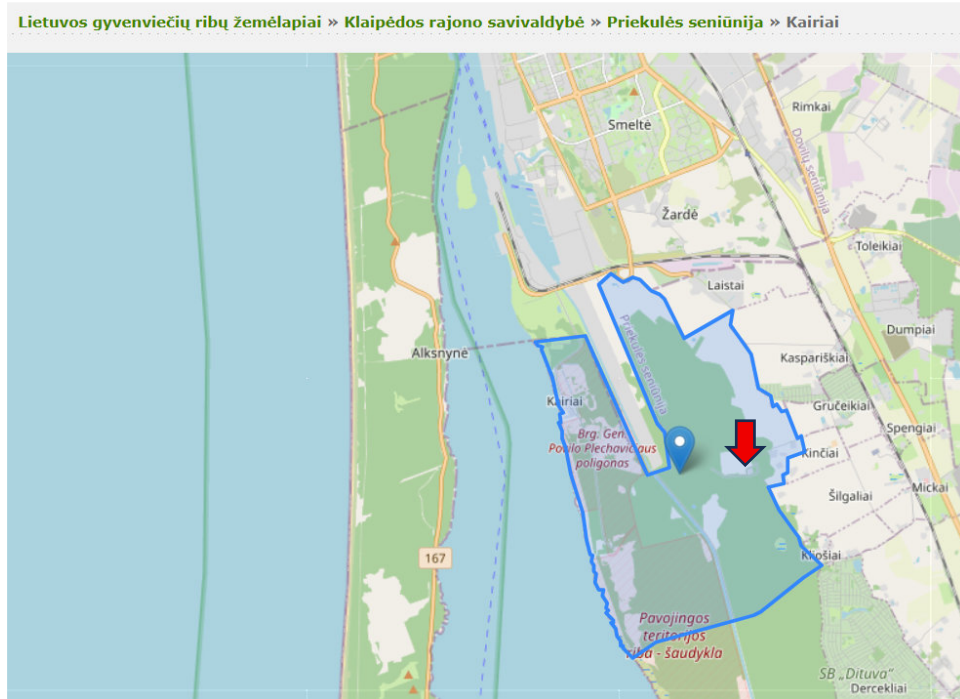 Lietuvos gyvenviečių ribų žemėlapiai » Klaipėdos rajono savivaldybė » Priekulės seniūnija » Kairiai
Rimkai
Smeltė
Dovilų seniūnija
Žardė
Toleikiai
Laistai
Priekulės seniūnija
Dumpiai
Alksnynė
Kaspariškiai
Kairiai
Gručeikiai
Brg. Gen.
Povilo Plechavičiaus
poligonas
Spengiai
Kinčiai
Mickai
Šilgaliai
167
Kliošiai
Pavojingos
teritorijos
riba - šaudykla
SB „Dituva"
Dercekliai